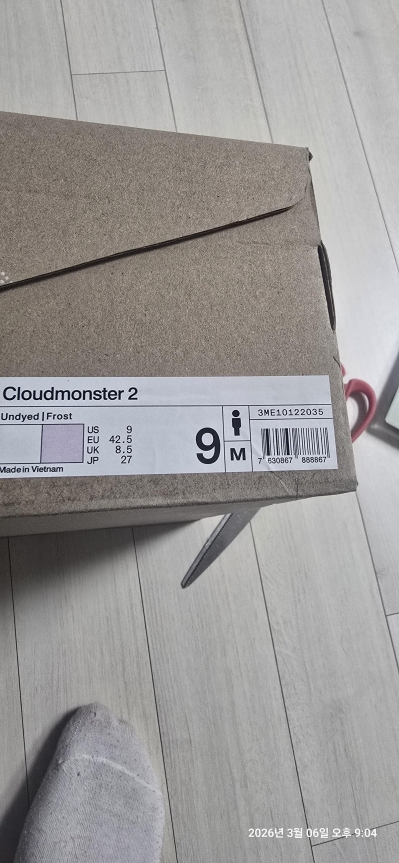 Cloudmonster 2
Undyed | Frost
US 9
EU 42.5
UK 8.5
JP 27
9
M
3ME10122035
7 630867 888867
Made in Vietnam
2026년 3월 06일 오후 9:04